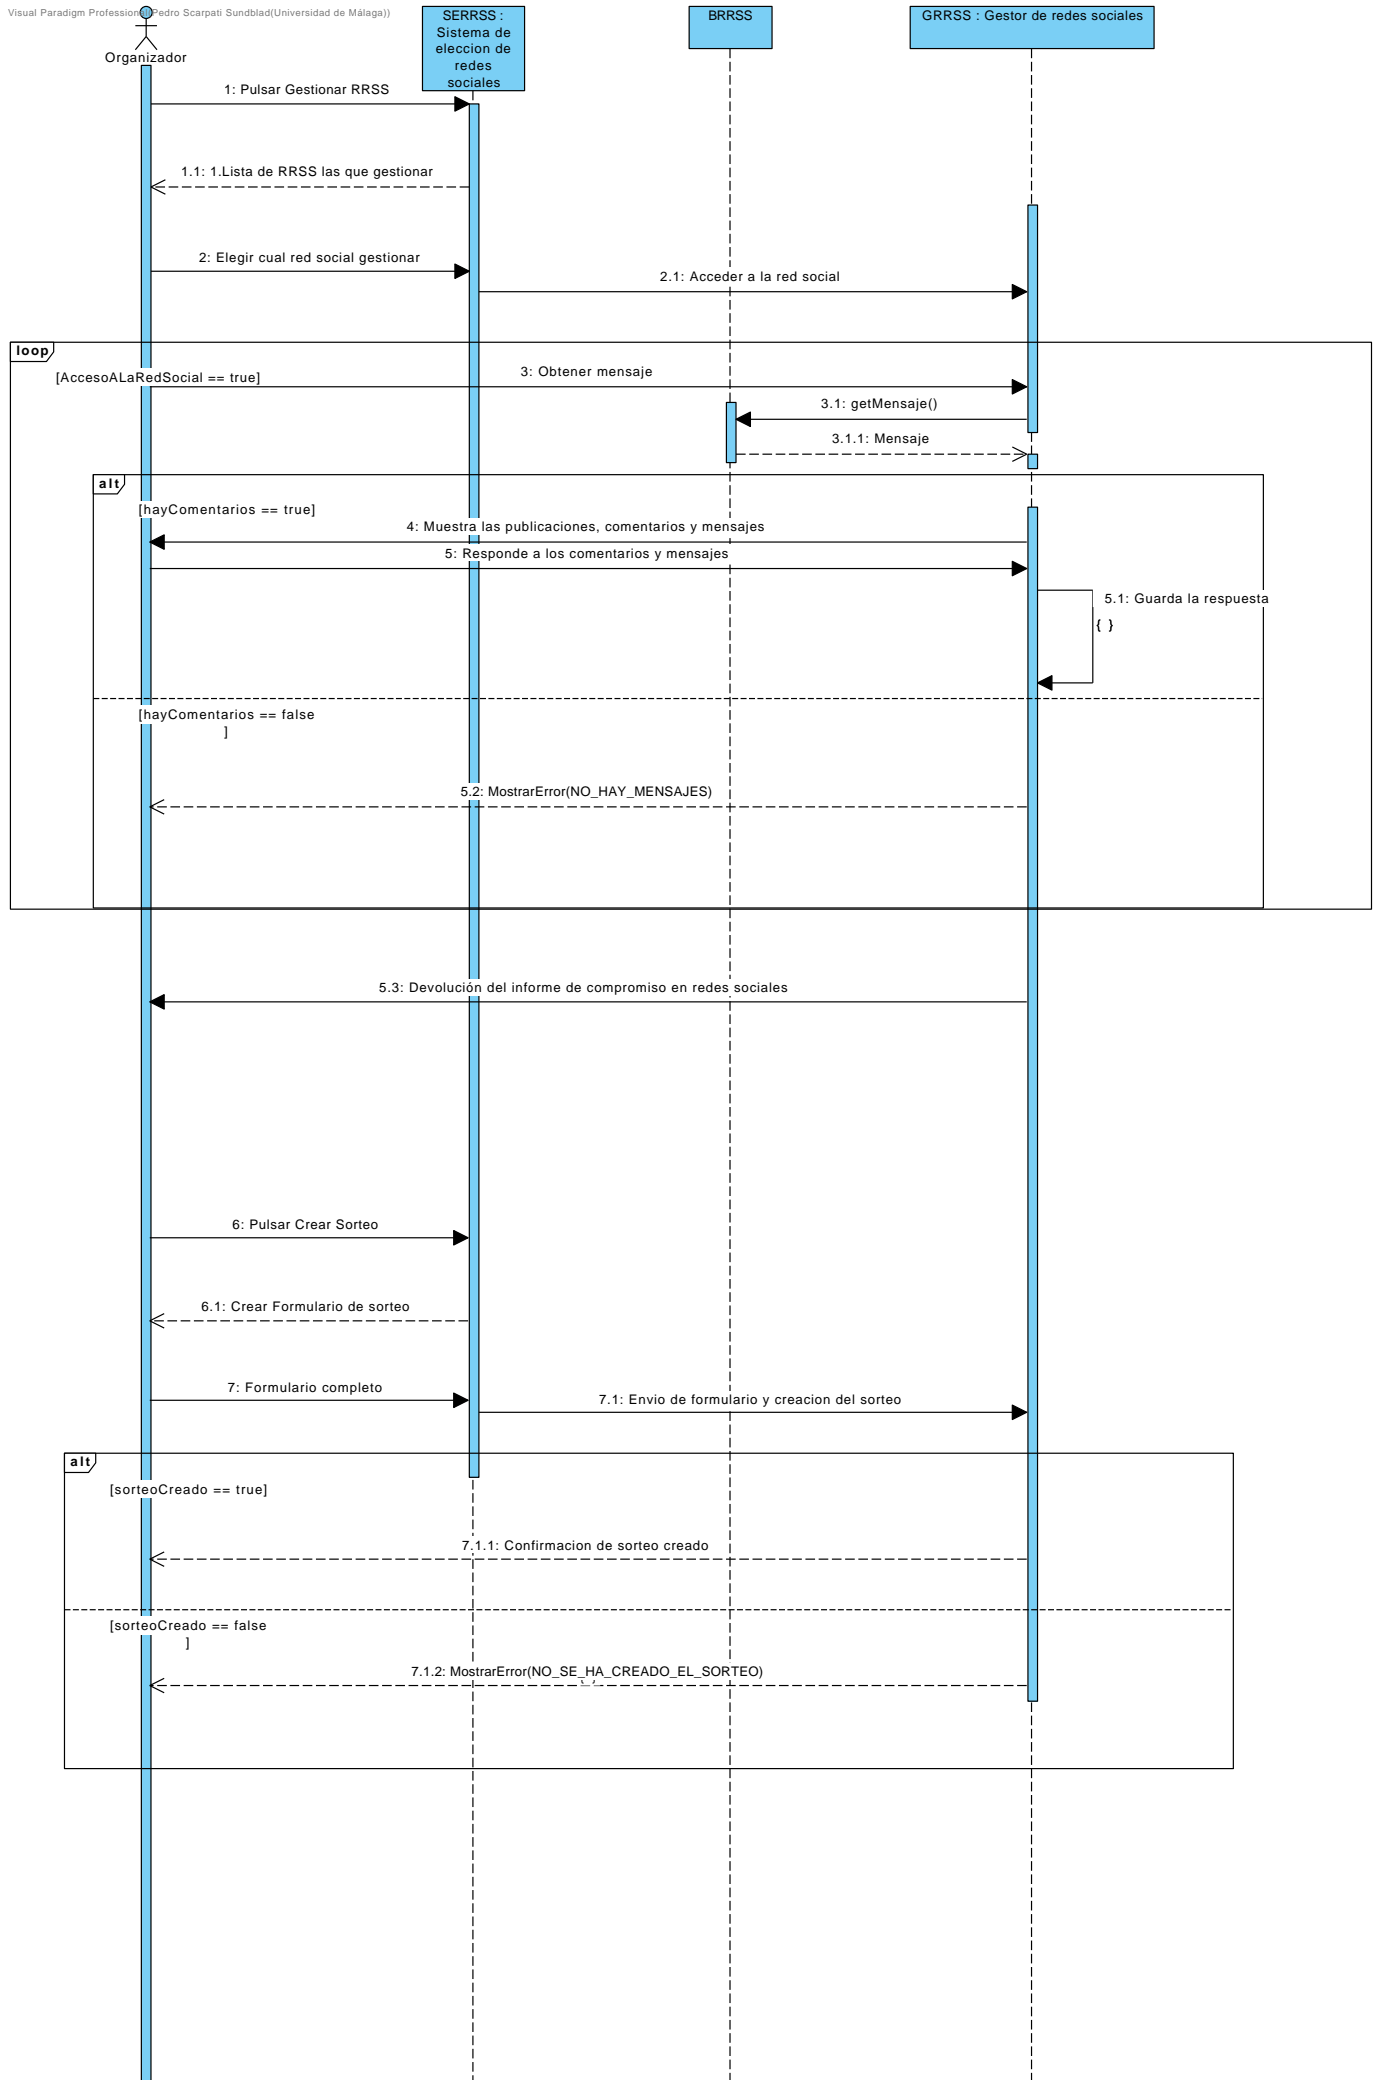 Visual Paradigm Professional(Pedro Scarpati Sundblad(Universidad de Málaga))
Organizador
SERRSS :
Sistema de
eleccion de
redes
sociales
BRRSS
GRRSS : Gestor de redes sociales
1: Pulsar Gestionar RRSS
1.1: 1.Lista de RRSS las que gestionar
2: Elegir cual red social gestionar
2.1: Acceder a la red social
loop
[AccesoALaRedSocial == true]
3: Obtener mensaje
3.1: getMensaje()
3.1.1: Mensaje
alt
[hayComentarios == true]
4: Muestra las publicaciones, comentarios y mensajes
5: Responde a los comentarios y mensajes
5.1: Guarda la respuesta
{ }
[hayComentarios == false
]
5.2: MostrarError(NO_HAY_MENSAJES)
5.3: Devolución del informe de compromiso en redes sociales
6: Pulsar Crear Sorteo
6.1: Crear Formulario de sorteo
7: Formulario completo
7.1: Envio de formulario y creacion del sorteo
alt
[sorteoCreado == true]
7.1.1: Confirmacion de sorteo creado
[sorteoCreado == false
]
7.1.2: MostrarError(NO_SE_HA_CREADO_EL_SORTEO)